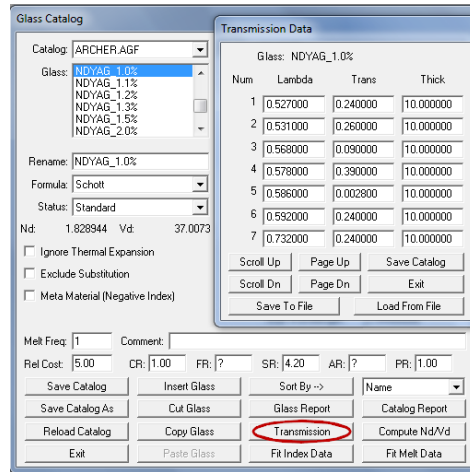 Glass Catalog
Catalog: ARCHER.AGF
Glass: NDYAG_1.0%
NDYAG_1.1%
NDYAG_1.2%
NDYAG_1.3%
NDYAG_1.5%
NDYAG_2.0%
Rename: NDYAG_1.0%
Formula: Schott
Status: Standard
Nd: 1.828944 Vd: 37.0073
Ignore Thermal Expansion
Exclude Substitution
Meta Material (Negative Index)
Transmission Data
Glass: NDYAG_1.0%
Num Lambda Trans Thick
1 0.527000 0.240000 10.000000
2 0.531000 0.260000 10.000000
3 0.568000 0.090000 10.000000
4 0.578000 0.390000 10.000000
5 0.586000 0.002800 10.000000
6 0.592000 0.240000 10.000000
7 0.732000 0.240000 10.000000
Scroll Up Page Up Save Catalog
Scroll Dn Page Dn Exit
Save To File Load From File
Melt Freq: 1 Comment:
Rel Cost: 5.00 CR: 1.00 FR: ? SR: 4.20 AR: ? PR: 1.00
Save Catalog Insert Glass Sort By --> Name
Save Catalog As Cut Glass Glass Report Catalog Report
Reload Catalog Copy Glass Transmission Compute Nd/Vd
Exit Paste Glass Fit Index Data Fit Melt Data